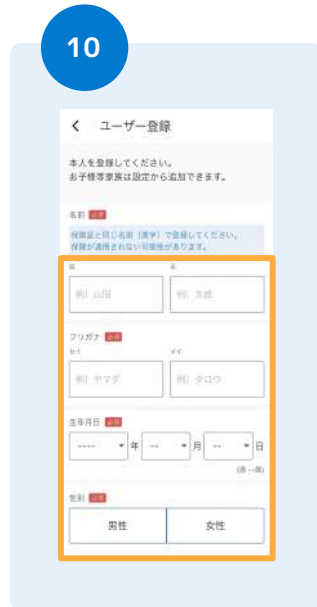 10
ユーザー登録
本人を登録してください。
お子様等家族は設定から追加できます。
名前 必須
保険証と同じ名前（漢字）で登録してください。
保険が適用されない可能性があります。
姓 名
例）山田 例）太郎
フリガナ 必須
セイ メイ
例）ヤマダ 例）タロウ
生年月日 必須
---- 年 -- 月 -- 日
(満 --歳)
性別 必須
男性 女性